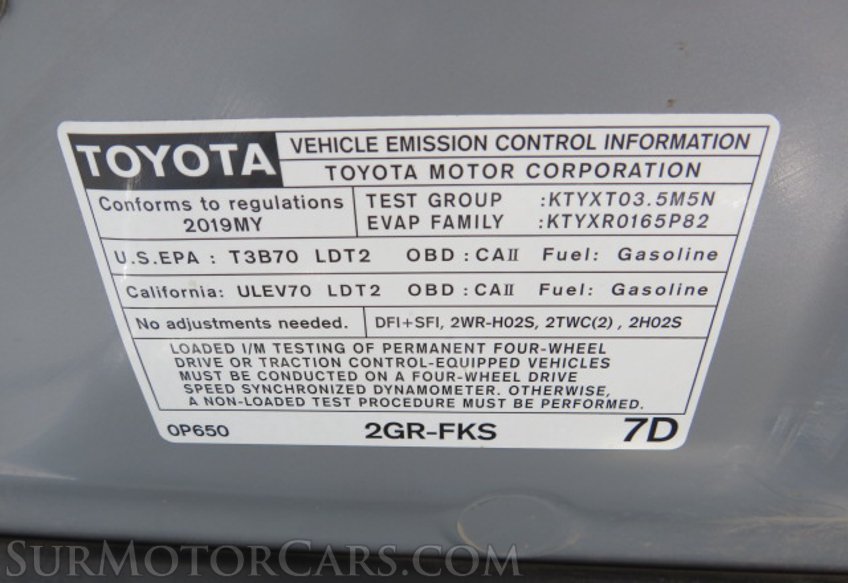 TOYOTA
VEHICLE EMISSION CONTROL INFORMATION
TOYOTA MOTOR CORPORATION
Conforms to regulations
2019MY
TEST GROUP :KTYXT03.5M5N
EVAP FAMILY :KTYXR0165P82
U.S.EPA : T3B70 LDT2 OBD : CAII Fuel: Gasoline
California: ULEV70 LDT2 OBD : CAII Fuel: Gasoline
No adjustments needed. DFI+SFI, 2WR-HO2S, 2TWC(2) , 2HO2S
LOADED I/M TESTING OF PERMANENT FOUR-WHEEL
DRIVE OR TRACTION CONTROL-EQUIPPED VEHICLES
MUST BE CONDUCTED ON A FOUR-WHEEL DRIVE
SPEED SYNCHRONIZED DYNAMOMETER. OTHERWISE,
A NON-LOADED TEST PROCEDURE MUST BE PERFORMED.
0P650 2GR-FKS 7D
SURMOTORCARS.COM